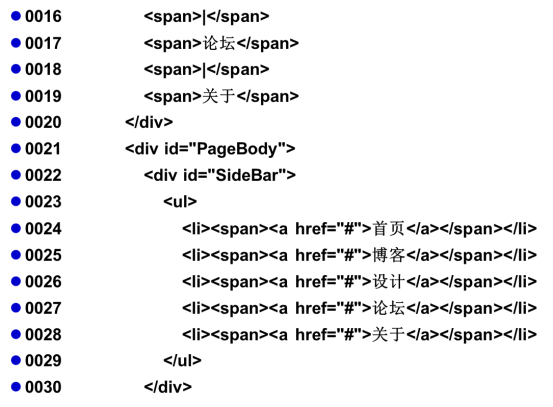 ● 0016 <span>|</span>
● 0017 <span>论坛</span>
● 0018 <span>|</span>
● 0019 <span>关于</span>
● 0020 </div>
● 0021 <div id="PageBody">
● 0022 <div id="SideBar">
● 0023 <ul>
● 0024 <li><span><a href="#">首页</a></span></li>
● 0025 <li><span><a href="#">博客</a></span></li>
● 0026 <li><span><a href="#">设计</a></span></li>
● 0027 <li><span><a href="#">论坛</a></span></li>
● 0028 <li><span><a href="#">关于</a></span></li>
● 0029 </ul>
● 0030 </div>